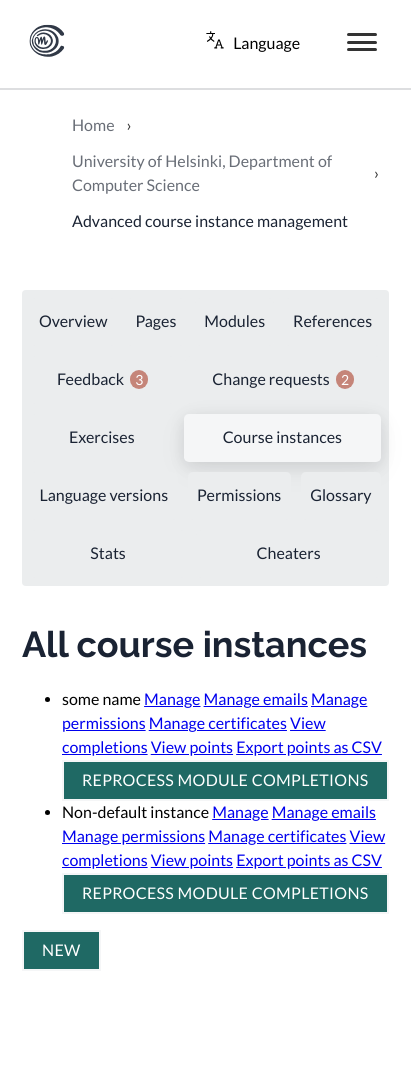 Language
Home ›
University of Helsinki, Department of
Computer Science ›
Advanced course instance management
Overview Pages Modules References
Feedback 3 Change requests 2
Exercises Course instances
Language versions Permissions Glossary
Stats Cheaters
All course instances
• some name Manage Manage emails Manage
permissions Manage certificates View
completions View points Export points as CSV
REPROCESS MODULE COMPLETIONS
• Non-default instance Manage Manage emails
Manage permissions Manage certificates View
completions View points Export points as CSV
REPROCESS MODULE COMPLETIONS
NEW